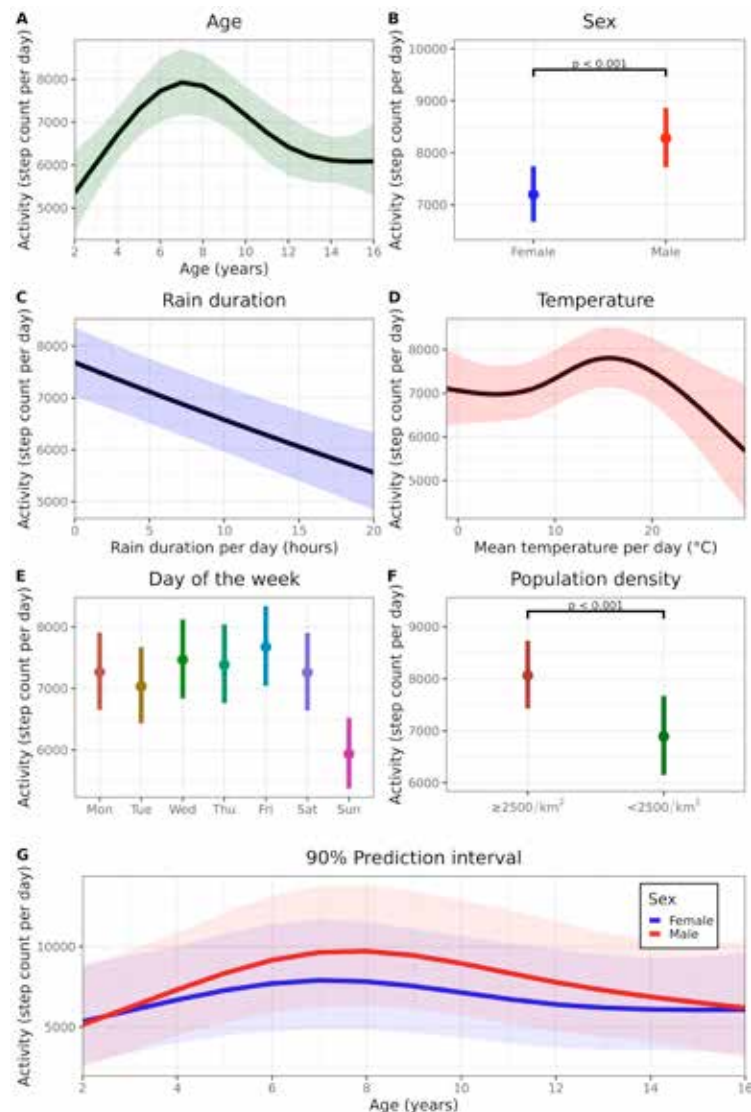 A Age
Activity (step count per day)
8000
7000
6000
5000
2 4 6 8 10 12 14 16
Age (years)
B Sex
Activity (step count per day)
10000
9000
8000
7000
p < 0.001
Female Male
C Rain duration
Activity (step count per day)
8000
7000
6000
5000
0 5 10 15 20
Rain duration per day (hours)
D Temperature
Activity (step count per day)
8000
7000
6000
5000
0 10 20
Mean temperature per day (°C)
E Day of the week
Activity (step count per day)
8000
7000
6000
Mon Tue Wed Thu Fri Sat Sun
F Population density
Activity (step count per day)
9000
8000
7000
6000
p < 0.001
≥2500/km² <2500/km²
G 90% Prediction interval
Activity (step count per day)
10000
5000
Sex
Female
Male
2 4 6 8 10 12 14 16
Age (years)